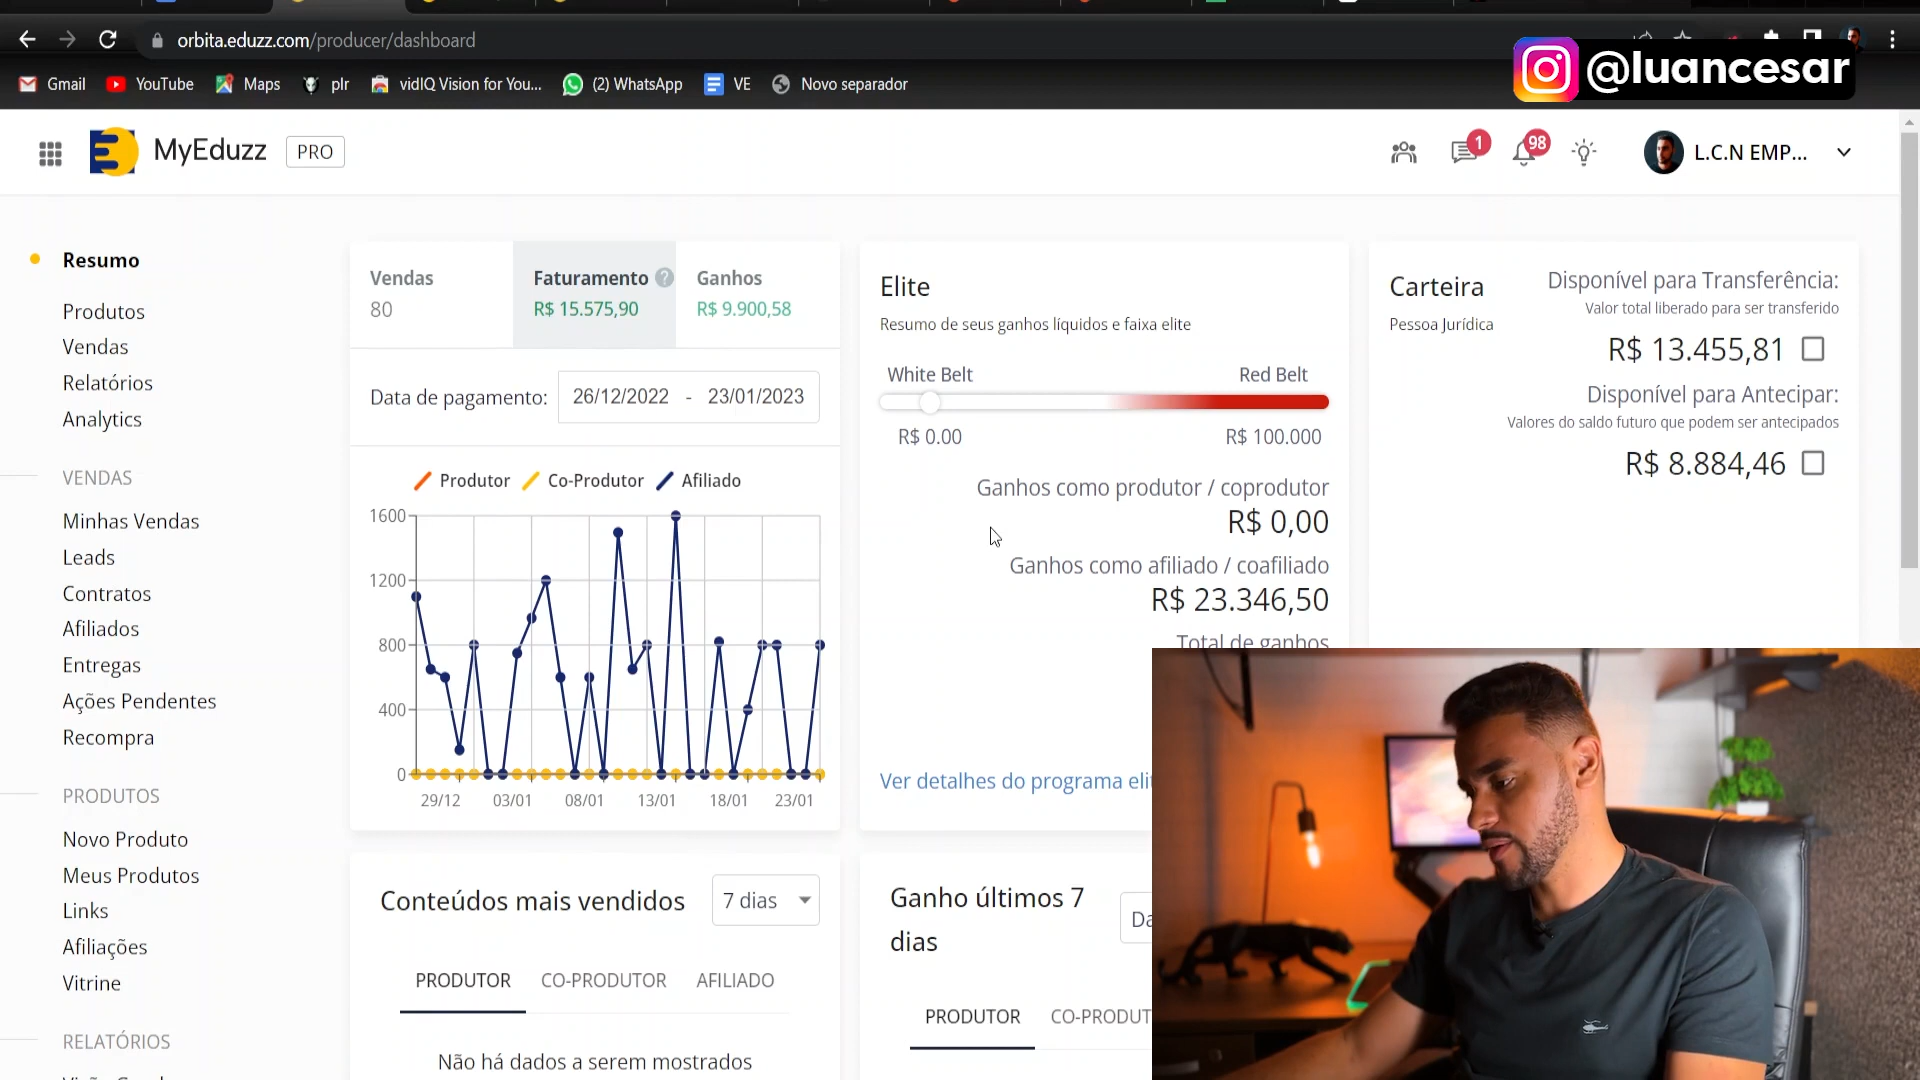 orbita.eduzz.com/producer/dashboard
@luancesar
Gmail
YouTube
Maps
plr
vidIQ Vision for You...
(2) WhatsApp
VE
Novo separador
MyEduzz
PRO
1
98
L.C.N EMP...
Resumo
Produtos
Vendas
Relatórios
Analytics
VENDAS
Minhas Vendas
Leads
Contratos
Afiliados
Entregas
Ações Pendentes
Recompra
PRODUTOS
Novo Produto
Meus Produtos
Links
Afiliações
Vitrine
RELATÓRIOS
Vendas
80
Faturamento ?
R$ 15.575,90
Ganhos
R$ 9.900,58
Data de pagamento: 26/12/2022 - 23/01/2023
Produtor Co-Produtor Afiliado
1600
1200
800
400
0
29/12 03/01 08/01 13/01 18/01 23/01
Elite
Resumo de seus ganhos líquidos e faixa elite
White Belt Red Belt
R$ 0.00 R$ 100.000
Ganhos como produtor / coprodutor
R$ 0,00
Ganhos como afiliado / coafiliado
R$ 23.346,50
Total de ganhos
Ver detalhes do programa elit
Carteira
Pessoa Jurídica
Disponível para Transferência:
Valor total liberado para ser transferido
R$ 13.455,81
Disponível para Antecipar:
Valores do saldo futuro que podem ser antecipados
R$ 8.884,46
Conteúdos mais vendidos
7 dias
PRODUTOR CO-PRODUTOR AFILIADO
Não há dados a serem mostrados
Ganho últimos 7
dias
PRODUTOR CO-PRODUT